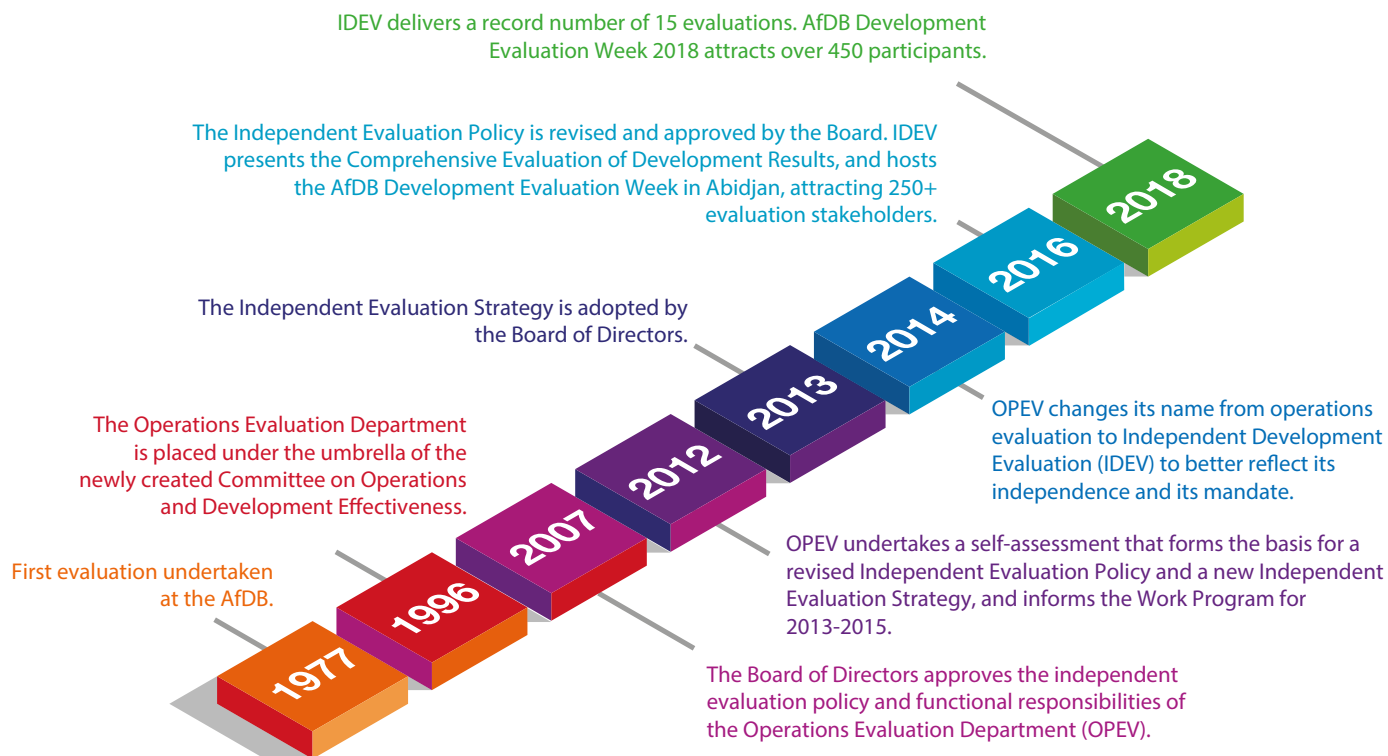 IDEV delivers a record number of 15 evaluations. AfDB Development
Evaluation Week 2018 attracts over 450 participants.
2018
The Independent Evaluation Policy is revised and approved by the Board. IDEV
presents the Comprehensive Evaluation of Development Results, and hosts
the AfDB Development Evaluation Week in Abidjan, attracting 250+
evaluation stakeholders.
2016
2014
OPEV changes its name from operations
evaluation to Independent Development
Evaluation (IDEV) to better reflect its
independence and its mandate.
The Independent Evaluation Strategy is adopted by
the Board of Directors.
2013
2012
OPEV undertakes a self-assessment that forms the basis for a
revised Independent Evaluation Policy and a new Independent
Evaluation Strategy, and informs the Work Program for
2013-2015.
The Operations Evaluation Department
is placed under the umbrella of the
newly created Committee on Operations
and Development Effectiveness.
2007
The Board of Directors approves the independent
evaluation policy and functional responsibilities of
the Operations Evaluation Department (OPEV).
1996
First evaluation undertaken
at the AfDB.
1977